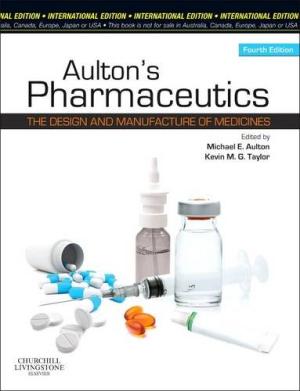 NAL EDITION • INTERNATIONAL EDITION • INTERNATIONAL EDITION • INTERNATIONAL
alia, Canada, Europe, Japan or USA • This book is not for sale in Australia, Canada, Europe, Japan or USA
Fourth Edition
Aulton's
Pharmaceutics
THE DESIGN AND MANUFACTURE OF MEDICINES
Edited by
Michael E. Aulton
Kevin M. G. Taylor
CHURCHILL
LIVINGSTONE
ELSEVIER